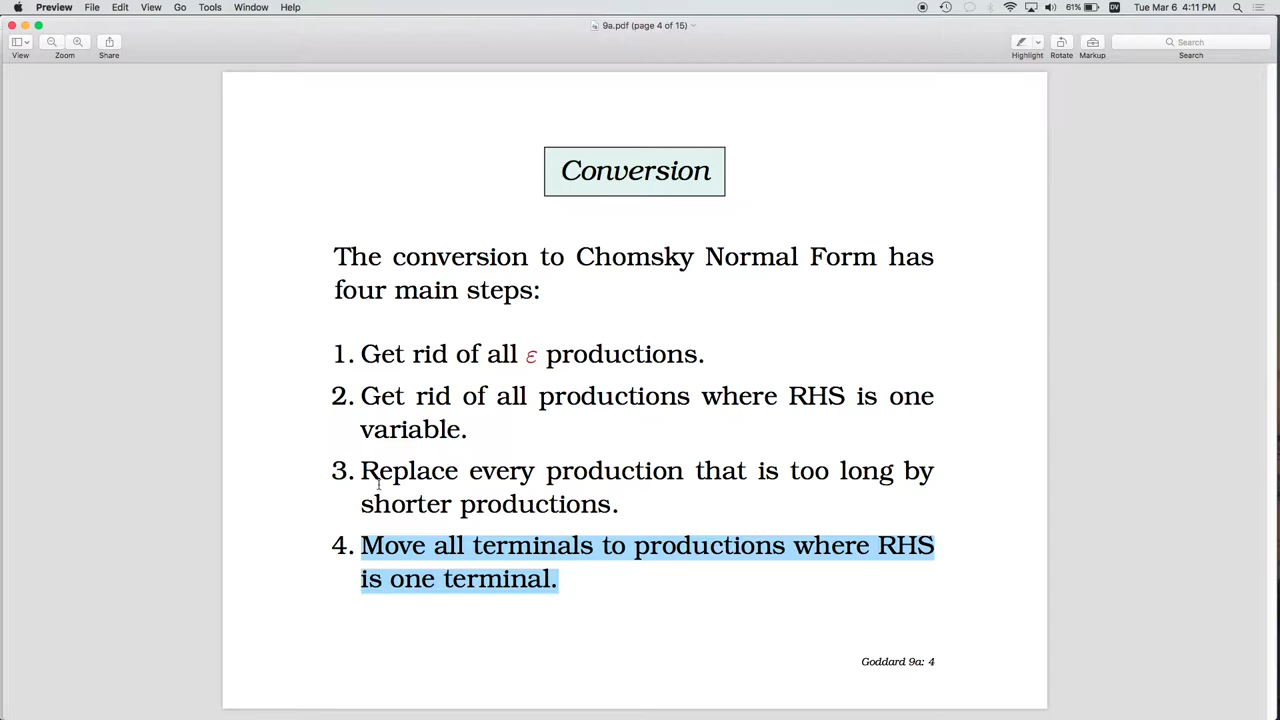 Preview File Edit View Go Tools Window Help 61% DV Tue Mar 6 4:11 PM
9a.pdf (page 4 of 15)
Search
View Zoom Share Highlight Rotate Markup Search
Conversion
The conversion to Chomsky Normal Form has
four main steps:
1. Get rid of all ε productions.
2. Get rid of all productions where RHS is one
variable.
3. Replace every production that is too long by
shorter productions.
4. Move all terminals to productions where RHS
is one terminal.
Goddard 9a: 4